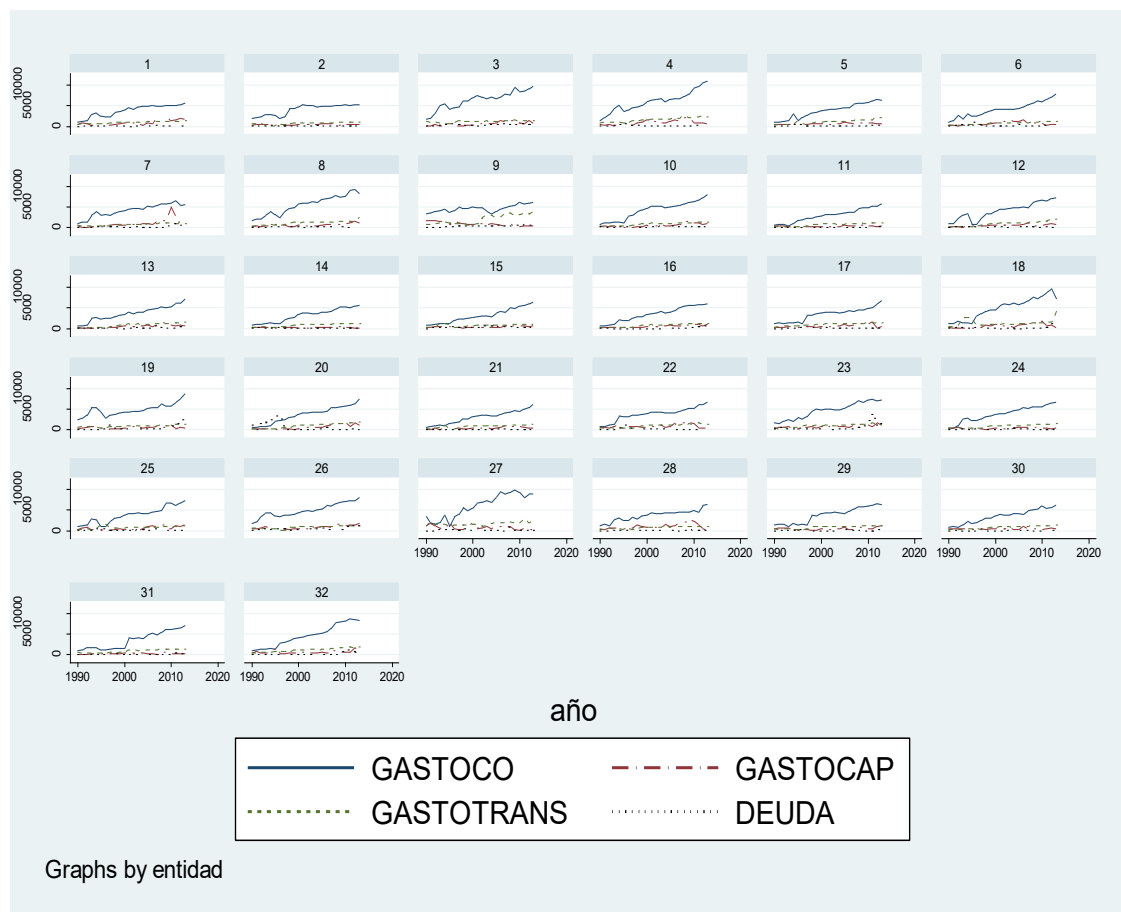 1 2 3 4 5 6
0 5000 10000
7 8 9 10 11 12
0 5000 10000
13 14 15 16 17 18
0 5000 10000
19 20 21 22 23 24
0 5000 10000
25 26 27 28 29 30
0 5000 10000
1990 2000 2010 2020 1990 2000 2010 2020 1990 2000 2010 2020 1990 2000 2010 2020
31 32
0 5000 10000
1990 2000 2010 2020 1990 2000 2010 2020
año
GASTOCO GASTOCAP
GASTOTRANS DEUDA
Graphs by entidad